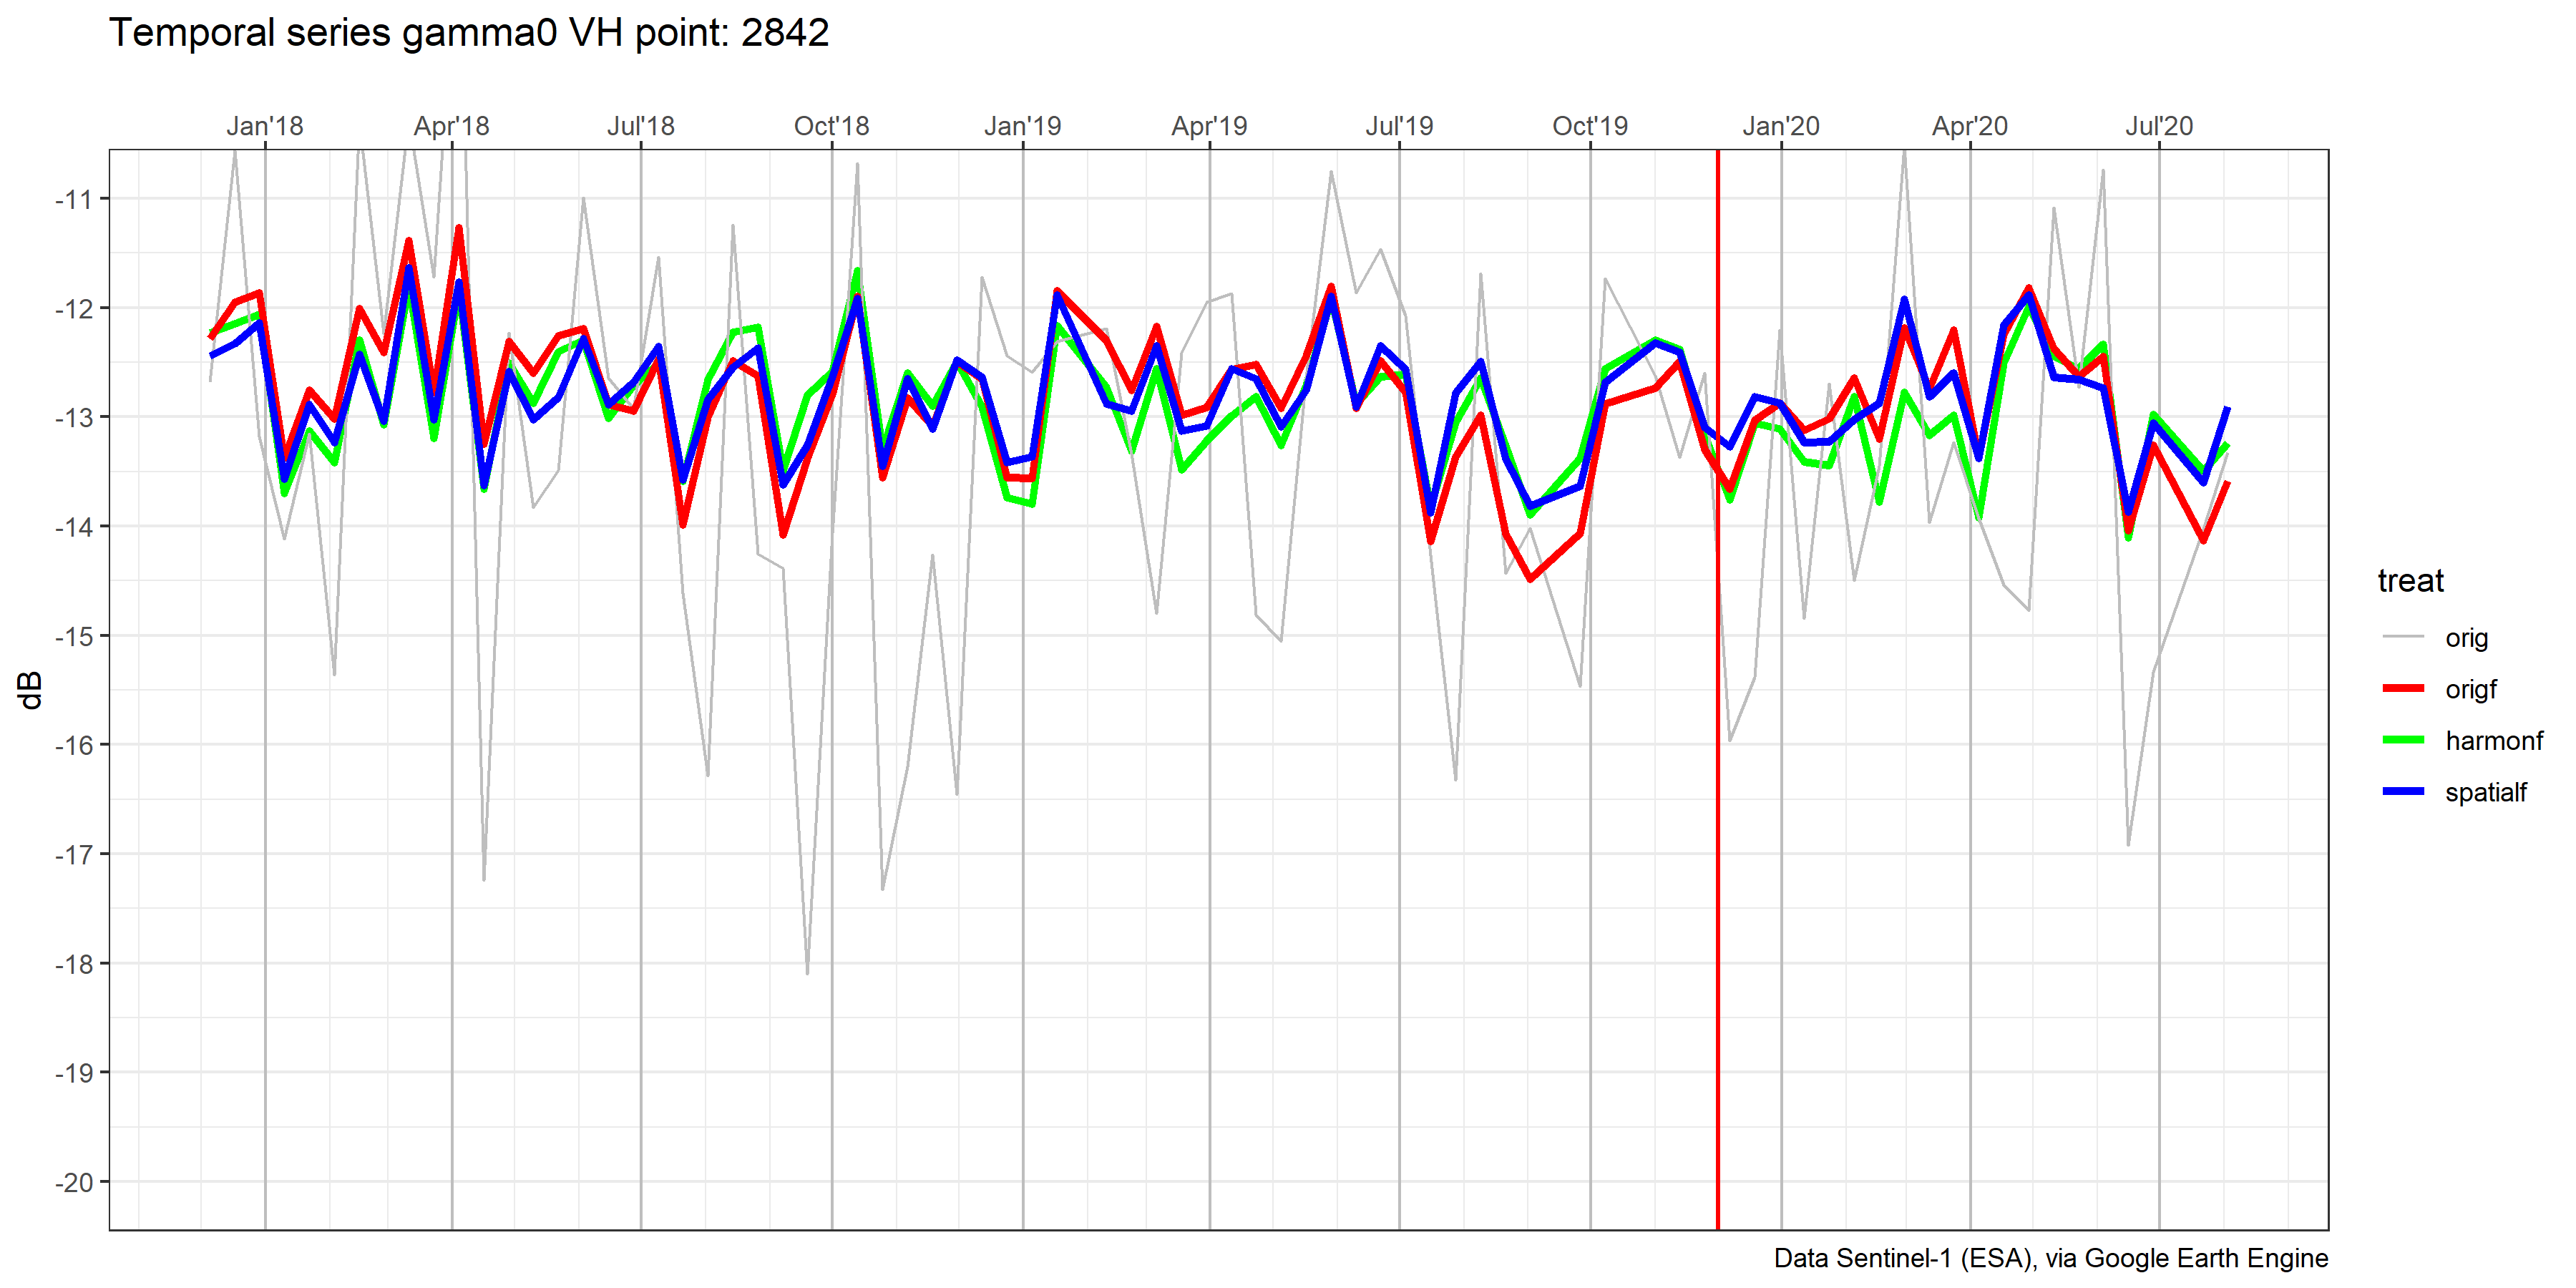 Temporal series gamma0 VH point: 2842
Jan'18 Apr'18 Jul'18 Oct'18 Jan'19 Apr'19 Jul'19 Oct'19 Jan'20 Apr'20 Jul'20
-11
-12
-13
-14
-15
-16
-17
-18
-19
-20
dB
treat
orig
origf
harmonf
spatialf
Data Sentinel-1 (ESA), via Google Earth Engine